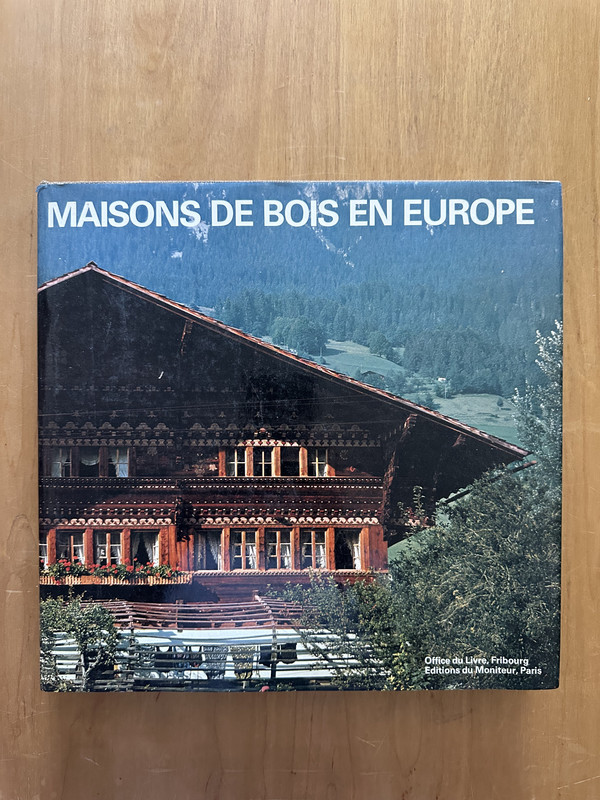 MAISONS DE BOIS EN EUROPE
Office du Livre, Fribourg
Editions du Moniteur, Paris